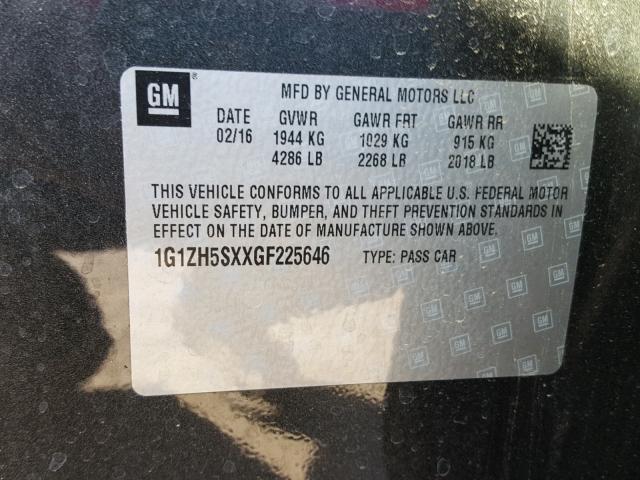 GM ®
MFD BY GENERAL MOTORS LLC
DATE GVWR GAWR FRT GAWR RR
02/16 1944 KG 1029 KG 915 KG
4286 LB 2268 LB 2018 LB
THIS VEHICLE CONFORMS TO ALL APPLICABLE U.S. FEDERAL MOTOR
VEHICLE SAFETY, BUMPER, AND THEFT PREVENTION STANDARDS IN
EFFECT ON THE DATE OF MANUFACTURE SHOWN ABOVE.
1G1ZH5SXXGF225646 TYPE: PASS CAR